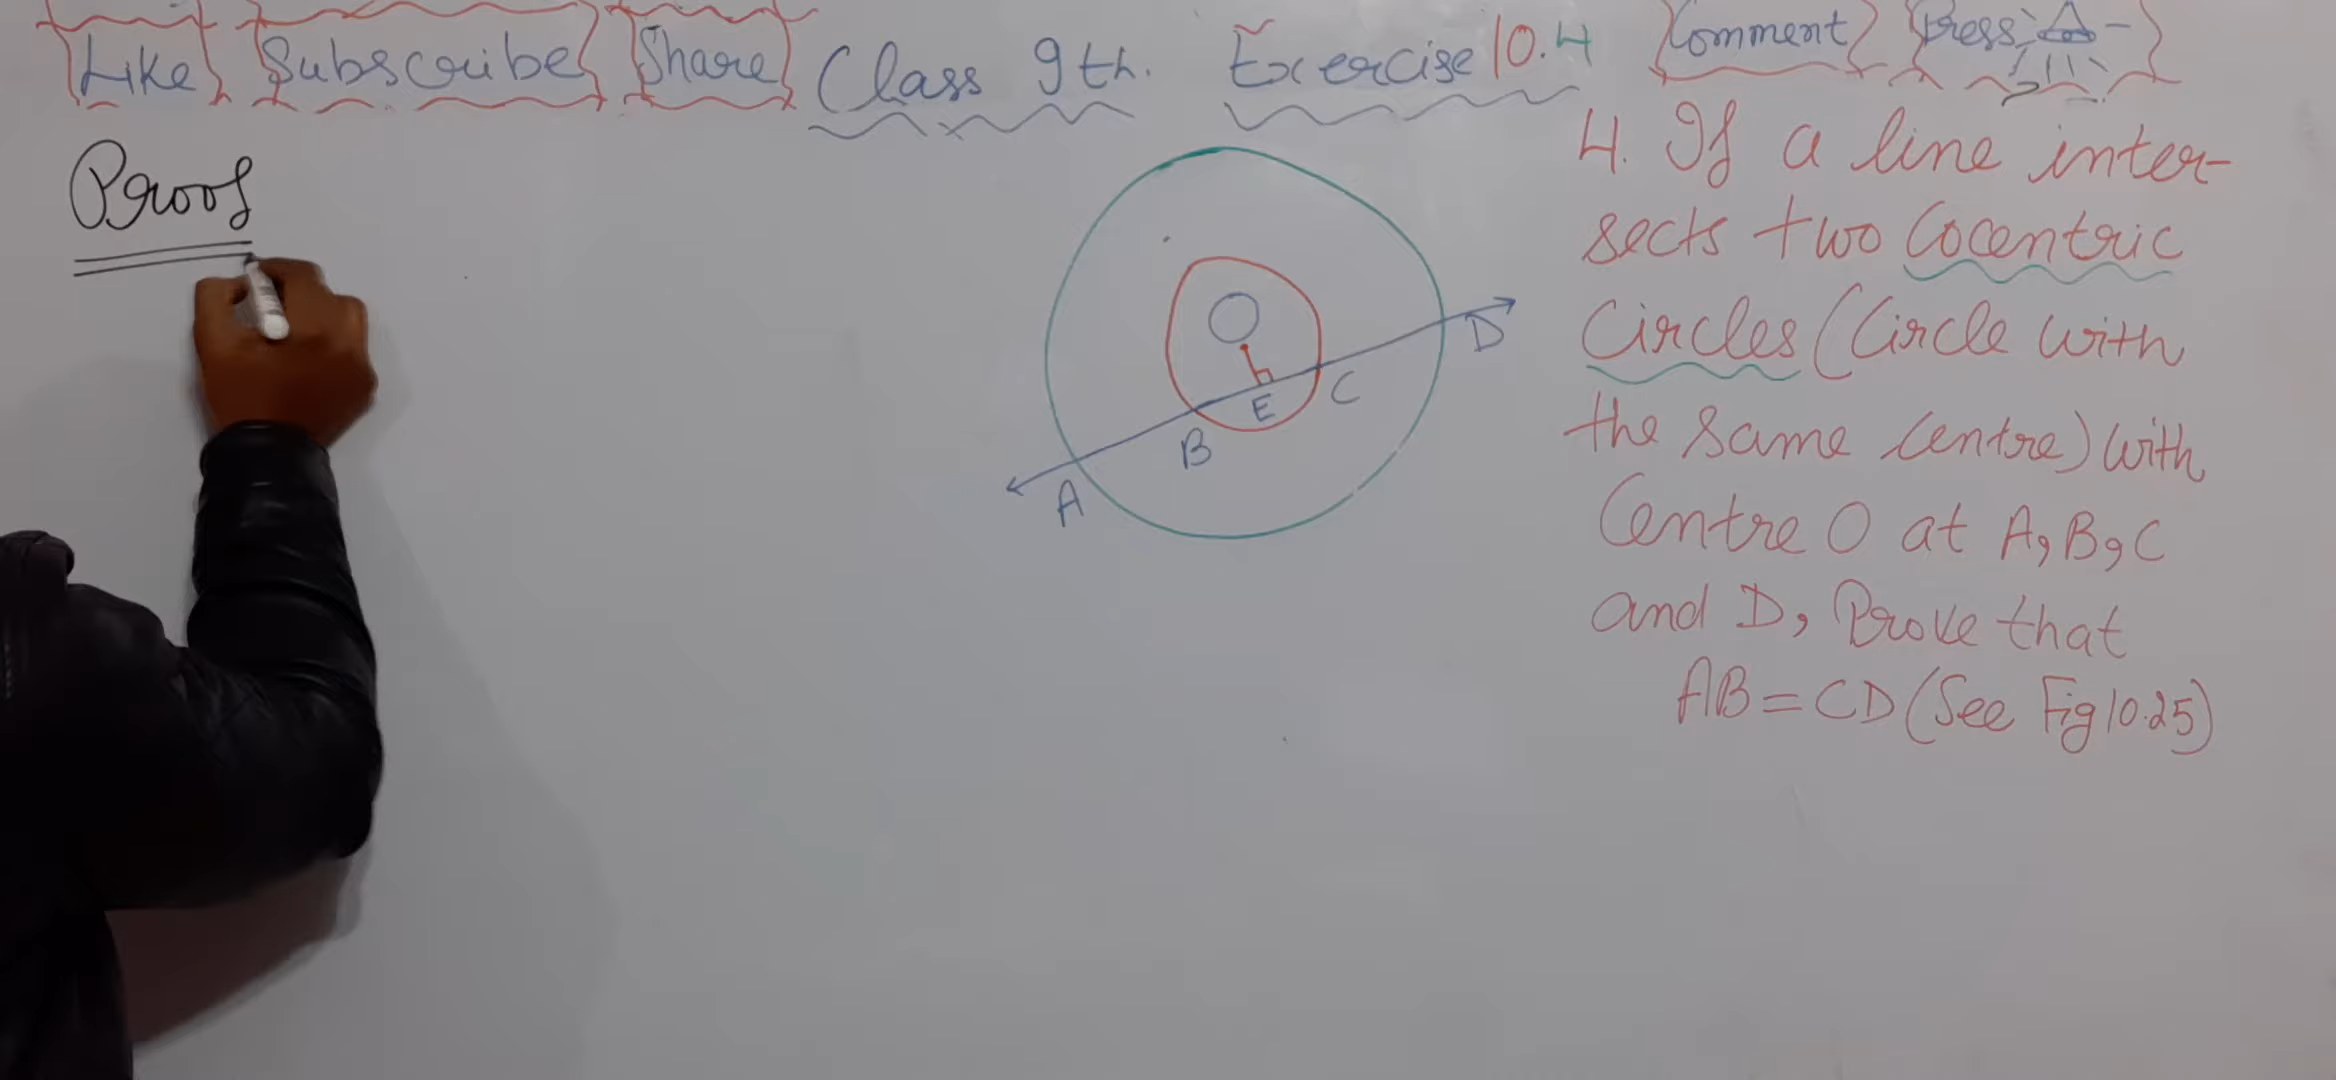 Like Subscribe Share Class 9th. Exercise 10.4 Comment Press
Proof
4. If a line inter-
sects two Cocentric
Circles (Circle with
the same Centre) with
Centre O at A, B, C
and D, Prove that
AB = CD (See Fig 10.25)
O
D
C
E
B
A